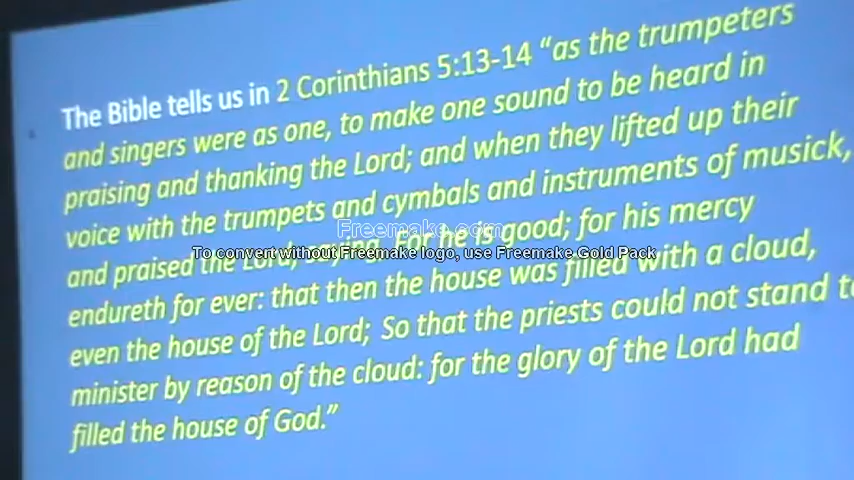 The Bible tells us in 2 Corinthians 5:13-14 “as the trumpeters
and singers were as one, to make one sound to be heard in
praising and thanking the Lord; and when they lifted up their
voice with the trumpets and cymbals and instruments of musick,
and praised the Lord, saying, For he is good; for his mercy
Freemake.com
To convert without Freemake logo, use Freemake Gold Pack
endureth for ever: that then the house was filled with a cloud,
even the house of the Lord; So that the priests could not stand to
minister by reason of the cloud: for the glory of the Lord had
filled the house of God.”